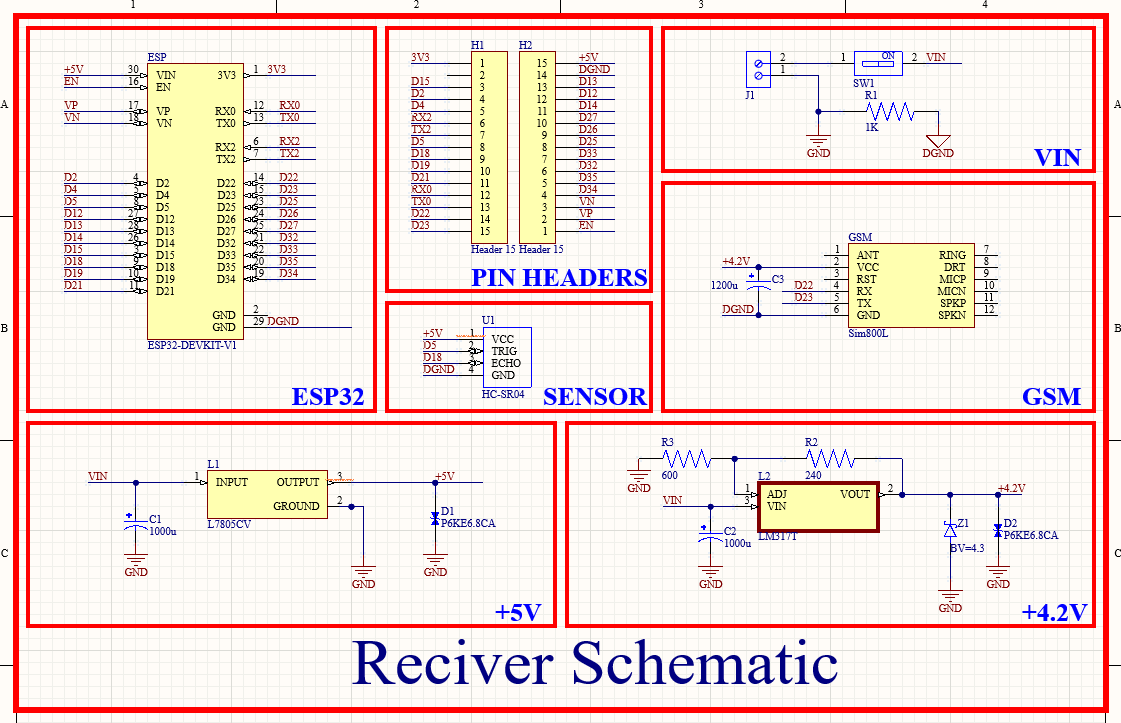 1 2 3 4
A
B
C
A
B
C
ESP
+5V 30 VIN 3V3 1 3V3
EN 16 EN
VP 17 VP RX0 12 RX0
VN 18 VN TX0 13 TX0
RX2 6 RX2
TX2 7 TX2
D2 4 D2 D22 14 D22
D4 5 D4 D23 15 D23
D5 8 D5 D25 23 D25
D12 27 D12 D26 24 D26
D13 28 D13 D27 25 D27
D14 26 D14 D32 21 D32
D15 3 D15 D33 22 D33
D18 9 D18 D35 20 D35
D19 10 D19 D34 19 D34
D21 11 D21
GND 2
GND 29 DGND
ESP32-DEVKIT-V1
ESP32
H1 H2
3V3 1 15 +5V
2 14 DGND
D15 3 13 D13
D2 4 12 D12
D4 5 11 D14
RX2 6 10 D27
TX2 7 9 D26
D5 8 8 D25
D18 9 7 D33
D19 10 6 D32
D21 11 5 D35
RX0 12 4 D34
TX0 13 3 VN
D22 14 2 VP
D23 15 1 EN
Header 15 Header 15
PIN HEADERS
U1
+5V 1 VCC
D5 2 TRIG
D18 3 ECHO
DGND 4 GND
HC-SR04
SENSOR
2 1 ON 2 VIN
1
J1 SW1
R1
1K
GND DGND
VIN
GSM
1 ANT RING 7
+4.2V 2 VCC DRT 8
C3 3 RST MICP 9
1200u D22 4 RX MICN 10
D23 5 TX SPKP 11
DGND 6 GND SPKN 12
Sim800L
GSM
L1
VIN 1 INPUT OUTPUT 3 +5V
GROUND 2
L7805CV
C1
1000u
D1
P6KE6.8CA
GND GND GND
+5V
R3 R2
600 240
GND
L2
1 ADJ VOUT 2 +4.2V
VIN 3 VIN
LM317T
C2
1000u
Z1
BV=4.3
D2
P6KE6.8CA
GND GND GND
+4.2V
Reciver Schematic